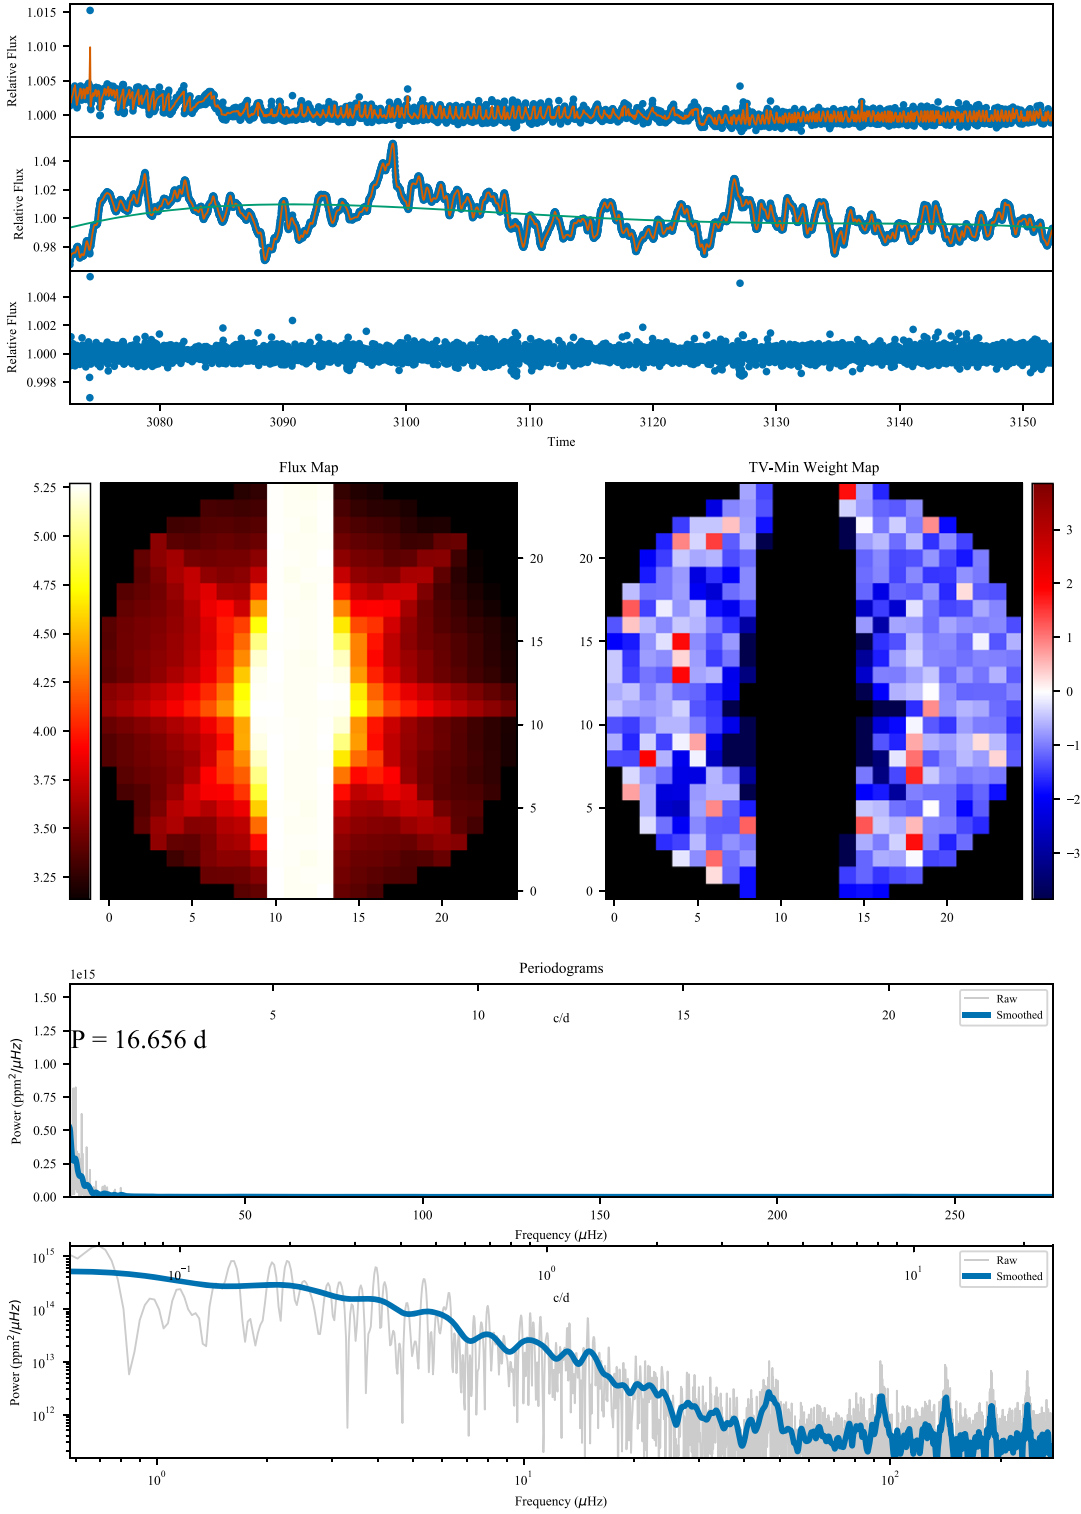 1.015
1.010
1.005
1.000
Relative Flux
1.04
1.02
1.00
0.98
Relative Flux
1.004
1.002
1.000
0.998
Relative Flux
3080 3090 3100 3110 3120 3130 3140 3150
Time
Flux Map
TV-Min Weight Map
5.25
5.00
4.75
4.50
4.25
4.00
3.75
3.50
3.25
20
15
10
5
0
0 5 10 15 20
20
15
10
5
0
0 5 10 15 20
3
2
1
0
−1
−2
−3
Periodograms
1e15
1.50
1.25
1.00
0.75
0.50
0.25
0.00
Power (ppm²/μHz)
5 10 15 20
c/d
P = 16.656 d
Raw
Smoothed
50 100 150 200 250
Frequency (μHz)
10¹⁵
10¹⁴
10¹³
10¹²
Power (ppm²/μHz)
10⁻¹ 10⁰ 10¹
c/d
Raw
Smoothed
10⁰ 10¹ 10²
Frequency (μHz)